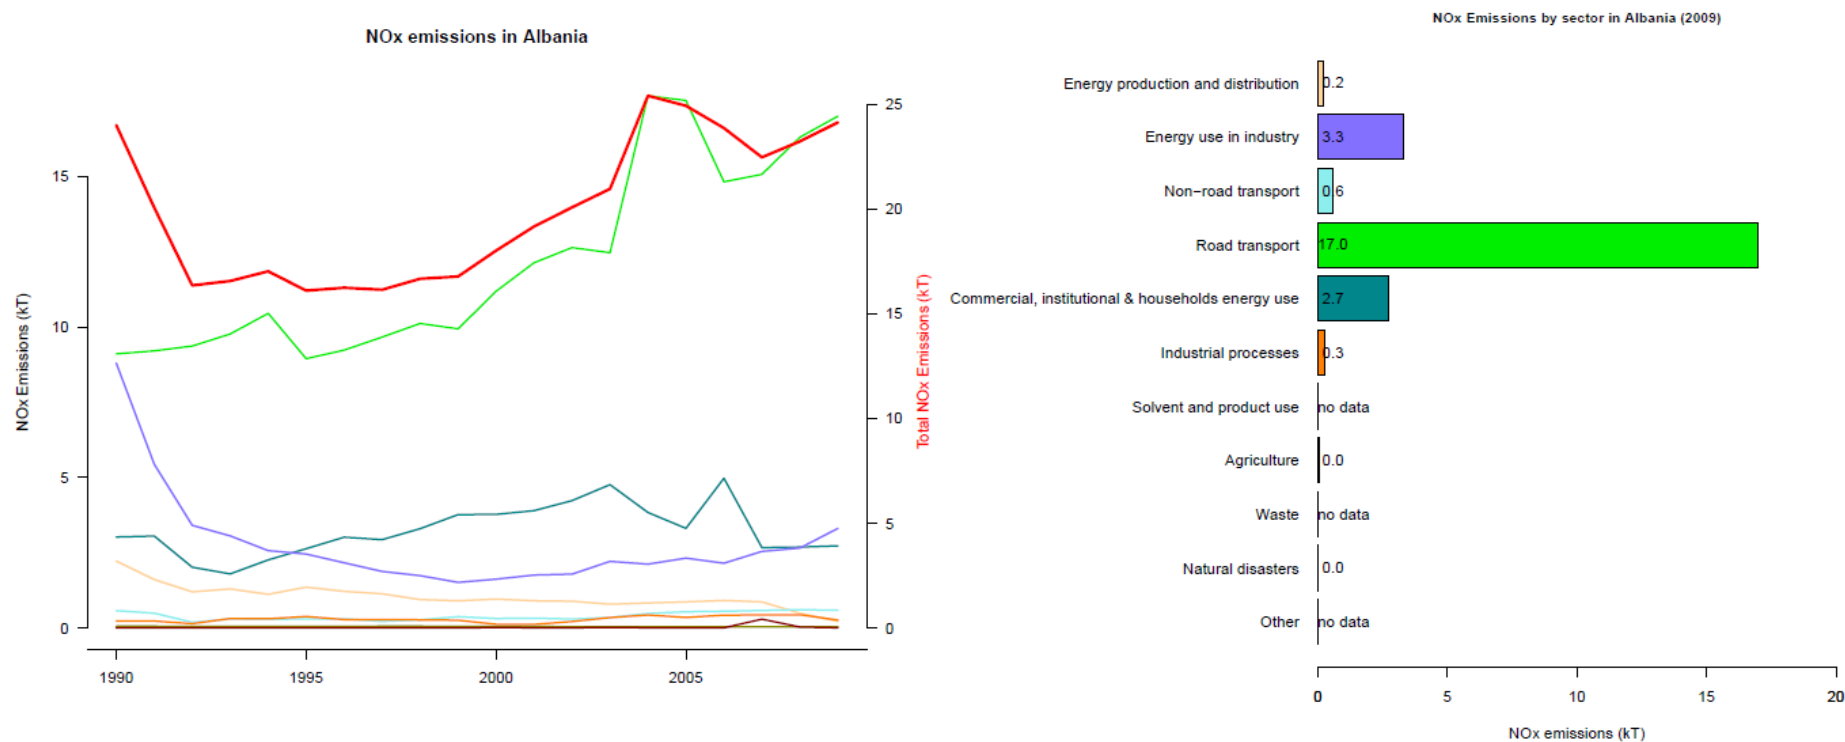 NOx emissions in Albania
NOx Emissions (kT)
15
10
5
0
25
20
15
10
5
0
Total NOx Emissions (kT)
1990
1995
2000
2005
NOx Emissions by sector in Albania (2009)
Energy production and distribution
0.2
Energy use in industry
3.3
Non−road transport
0.6
Road transport
17.0
Commercial, institutional & households energy use
2.7
Industrial processes
0.3
Solvent and product use
no data
Agriculture
0.0
Waste
no data
Natural disasters
0.0
Other
no data
0
5
10
15
20
NOx emissions (kT)